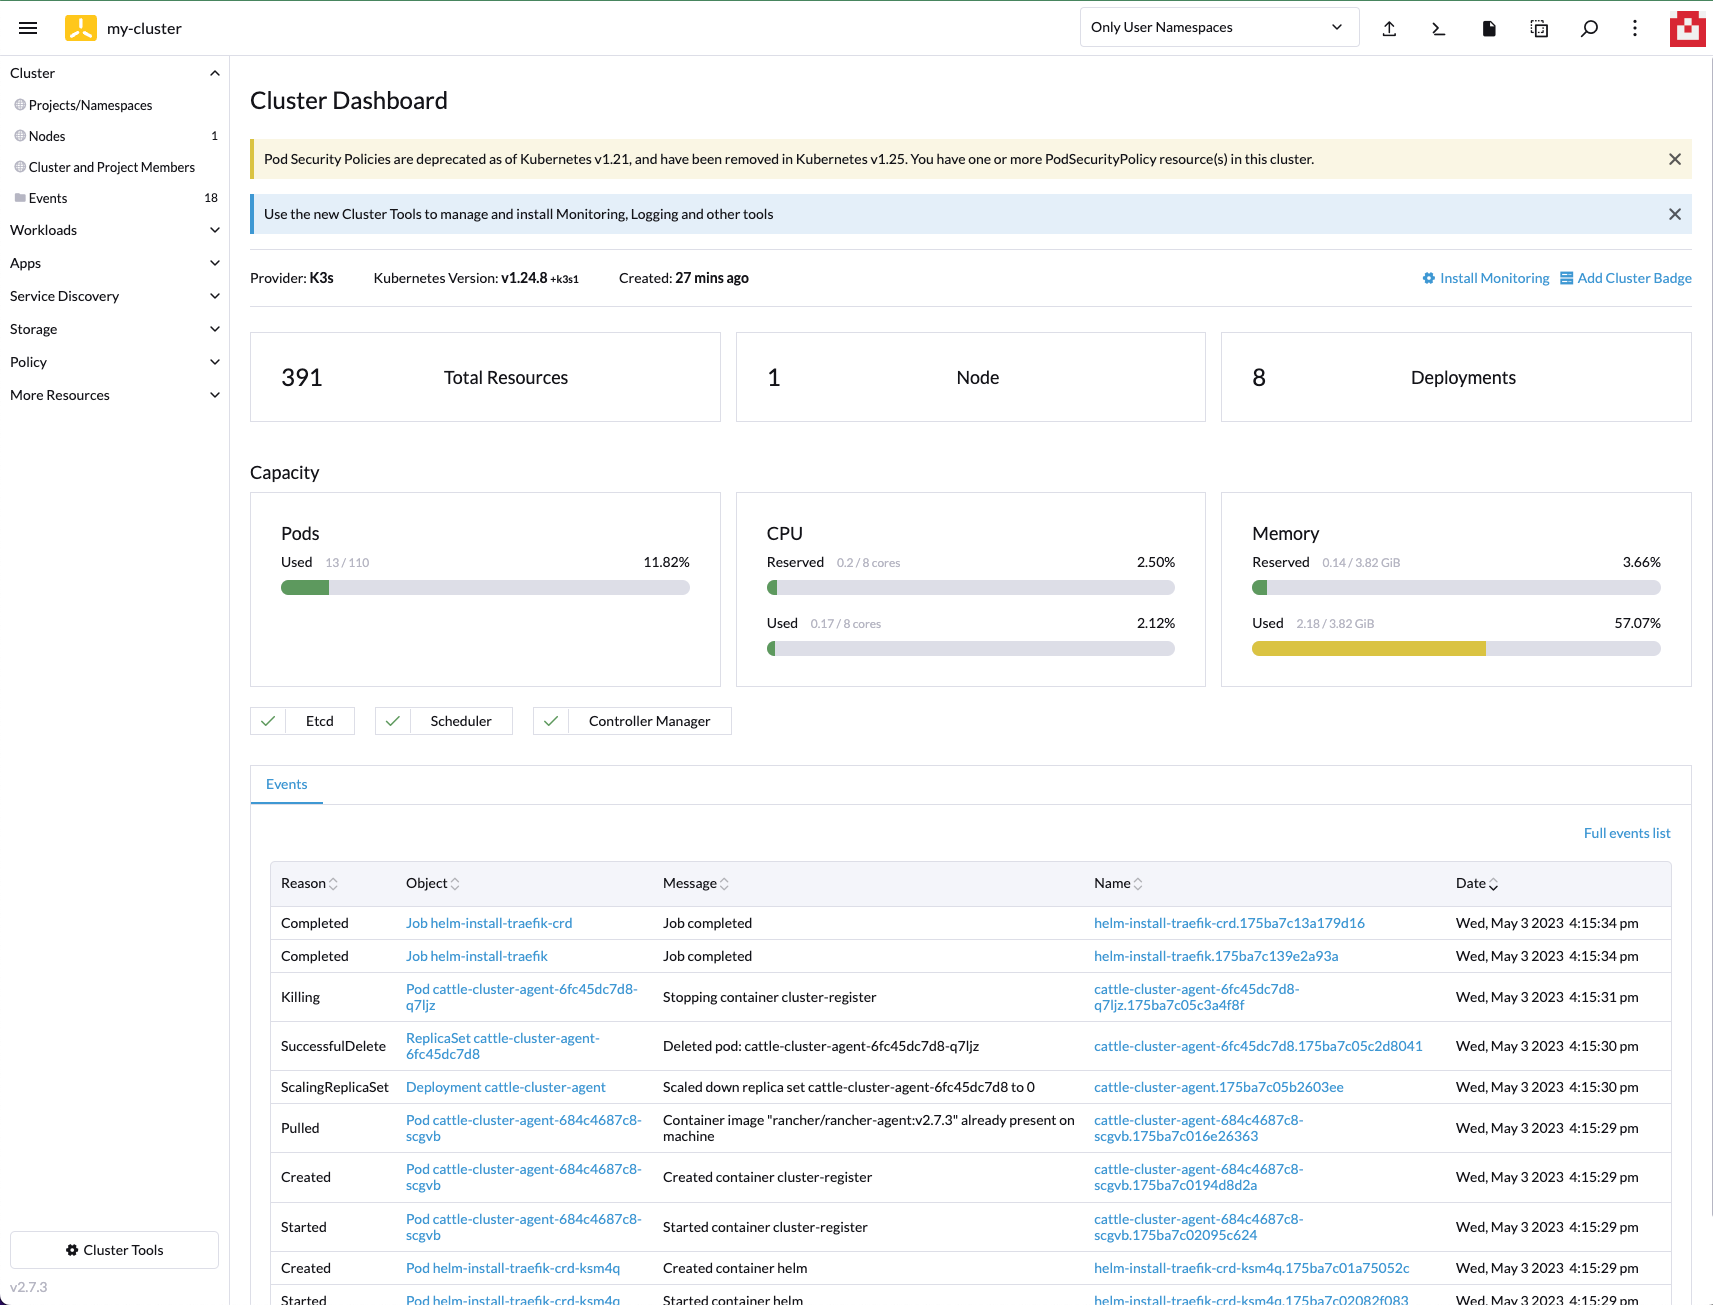 my-cluster
Only User Namespaces
Cluster
Projects/Namespaces
Nodes 1
Cluster and Project Members
Events 18
Workloads
Apps
Service Discovery
Storage
Policy
More Resources
Cluster Tools
v2.7.3
Cluster Dashboard
Pod Security Policies are deprecated as of Kubernetes v1.21, and have been removed in Kubernetes v1.25. You have one or more PodSecurityPolicy resource(s) in this cluster.
Use the new Cluster Tools to manage and install Monitoring, Logging and other tools
Provider: K3s Kubernetes Version: v1.24.8 +k3s1 Created: 27 mins ago Install Monitoring Add Cluster Badge
391 Total Resources
1 Node
8 Deployments
Capacity
Pods
Used 13 / 110 11.82%
CPU
Reserved 0.2 / 8 cores 2.50%
Used 0.17 / 8 cores 2.12%
Memory
Reserved 0.14 / 3.82 GiB 3.66%
Used 2.18 / 3.82 GiB 57.07%
Etcd
Scheduler
Controller Manager
Events
Full events list
Reason Object Message Name Date
Completed Job helm-install-traefik-crd Job completed helm-install-traefik-crd.175ba7c13a179d16 Wed, May 3 2023 4:15:34 pm
Completed Job helm-install-traefik Job completed helm-install-traefik.175ba7c139e2a93a Wed, May 3 2023 4:15:34 pm
Killing
Pod cattle-cluster-agent-6fc45dc7d8-
q7ljz
Stopping container cluster-register
cattle-cluster-agent-6fc45dc7d8-
q7ljz.175ba7c05c3a4f8f
Wed, May 3 2023 4:15:31 pm
SuccessfulDelete
ReplicaSet cattle-cluster-agent-
6fc45dc7d8
Deleted pod: cattle-cluster-agent-6fc45dc7d8-q7ljz
cattle-cluster-agent-6fc45dc7d8.175ba7c05c2d8041
Wed, May 3 2023 4:15:30 pm
ScalingReplicaSet Deployment cattle-cluster-agent Scaled down replica set cattle-cluster-agent-6fc45dc7d8 to 0 cattle-cluster-agent.175ba7c05b2603ee Wed, May 3 2023 4:15:30 pm
Pulled
Pod cattle-cluster-agent-684c4687c8-
scgvb
Container image "rancher/rancher-agent:v2.7.3" already present on
machine
cattle-cluster-agent-684c4687c8-
scgvb.175ba7c016e26363
Wed, May 3 2023 4:15:29 pm
Created
Pod cattle-cluster-agent-684c4687c8-
scgvb
Created container cluster-register
cattle-cluster-agent-684c4687c8-
scgvb.175ba7c0194d8d2a
Wed, May 3 2023 4:15:29 pm
Started
Pod cattle-cluster-agent-684c4687c8-
scgvb
Started container cluster-register
cattle-cluster-agent-684c4687c8-
scgvb.175ba7c02095c624
Wed, May 3 2023 4:15:29 pm
Created Pod helm-install-traefik-crd-ksm4q Created container helm helm-install-traefik-crd-ksm4q.175ba7c01a75052c Wed, May 3 2023 4:15:29 pm
Started Pod helm-install-traefik-crd-ksm4q Started container helm helm-install-traefik-crd-ksm4q.175ba7c02082f083 Wed, May 3 2023 4:15:29 pm